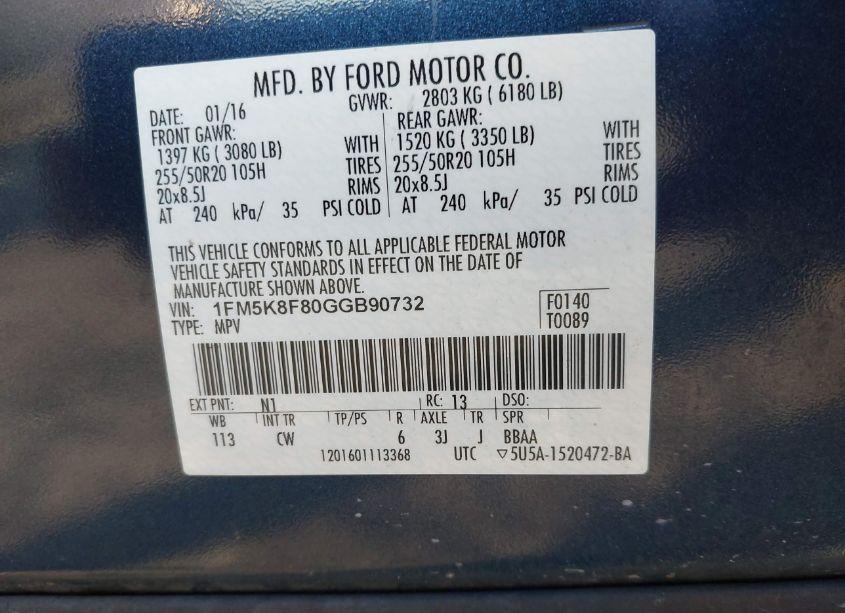 MFD. BY FORD MOTOR CO.
DATE: 01/16 GVWR: 2803 KG ( 6180 LB)
FRONT GAWR: REAR GAWR:
1397 KG ( 3080 LB) WITH 1520 KG ( 3350 LB) WITH
255/50R20 105H TIRES 255/50R20 105H TIRES
20x8.5J RIMS 20x8.5J RIMS
AT 240 kPa/ 35 PSI COLD AT 240 kPa/ 35 PSI COLD
THIS VEHICLE CONFORMS TO ALL APPLICABLE FEDERAL MOTOR
VEHICLE SAFETY STANDARDS IN EFFECT ON THE DATE OF
MANUFACTURE SHOWN ABOVE.
VIN: 1FM5K8F80GGB90732 F0140
TYPE: MPV T0089
EXT PNT: N1 RC: 13 DSO:
WB INT TR TP/PS R AXLE TR SPR
113 CW 6 3J J BBAA
1201601113368 UTC ▽5U5A-1520472-BA